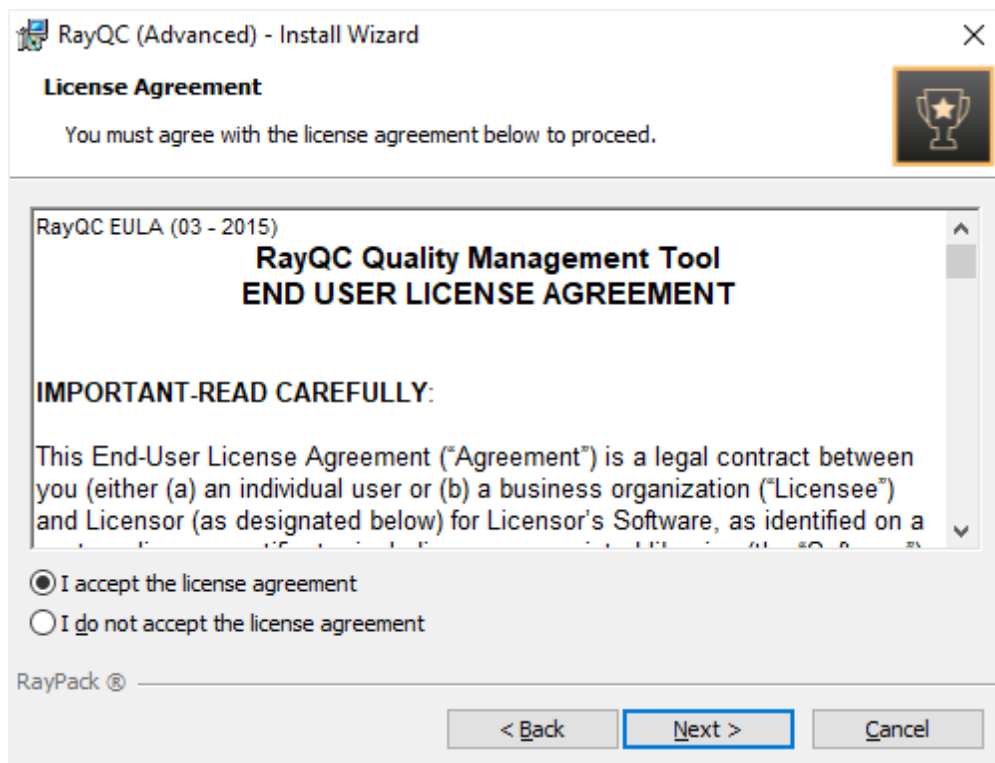 RayQC (Advanced) - Install Wizard
License Agreement
You must agree with the license agreement below to proceed.
RayQC EULA (03 - 2015)
RayQC Quality Management Tool
END USER LICENSE AGREEMENT
IMPORTANT-READ CAREFULLY:
This End-User License Agreement (“Agreement”) is a legal contract between
you (either (a) an individual user or (b) a business organization (“Licensee”)
and Licensor (as designated below) for Licensor’s Software, as identified on a
I accept the license agreement
I do not accept the license agreement
RayPack ®
< Back
Next >
Cancel